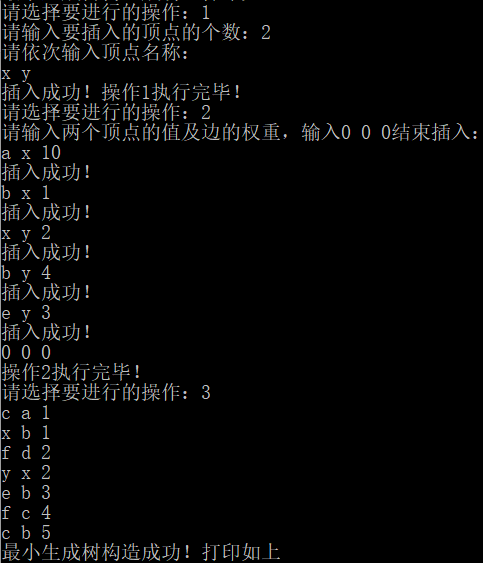 请选择要进行的操作：1
请输入要插入的顶点的个数：2
请依次输入顶点名称：
x y
插入成功！操作1执行完毕！
请选择要进行的操作：2
请输入两个顶点的值及边的权重，输入0 0 0结束插入：
a x 10
插入成功！
b x 1
插入成功！
x y 2
插入成功！
b y 4
插入成功！
e y 3
插入成功！
0 0 0
操作2执行完毕！
请选择要进行的操作：3
c a 1
x b 1
f d 2
y x 2
e b 3
f c 4
c b 5
最小生成树构造成功！打印如上